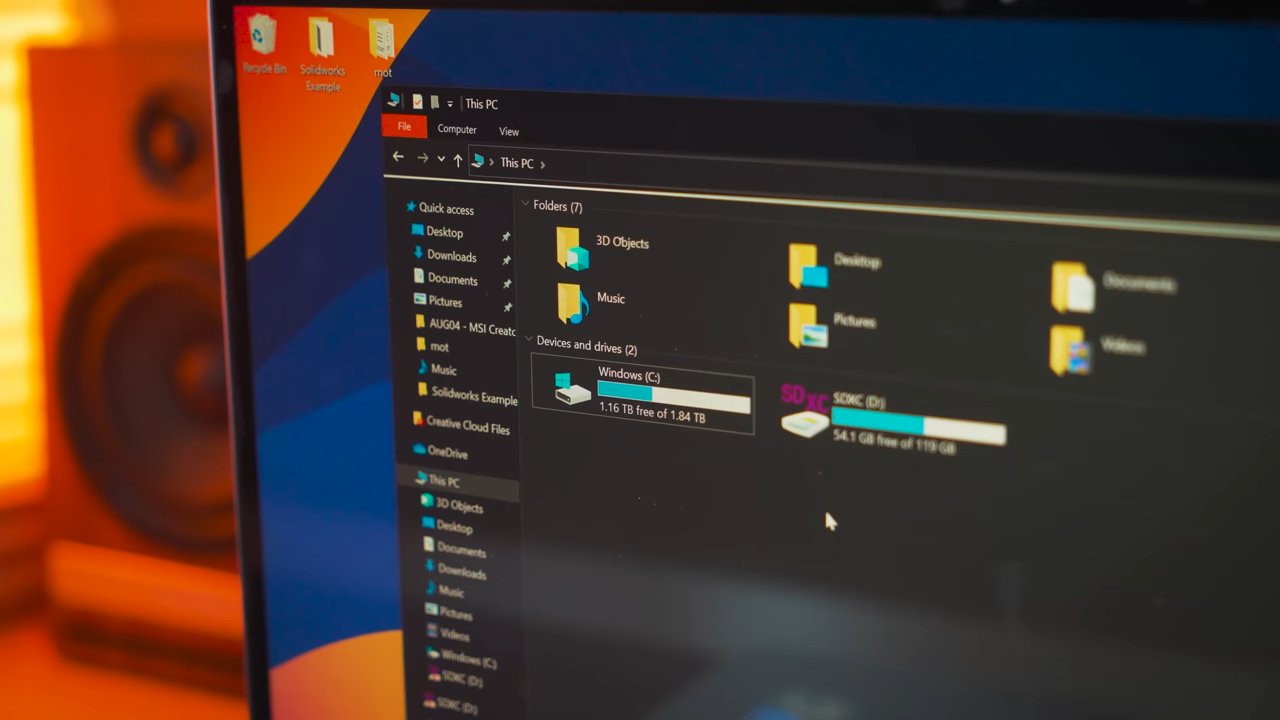 Recycle Bin
Solidworks
Example
mot
This PC
File
Computer
View
This PC
Quick access
Desktop
Downloads
Documents
Pictures
AUG04 - MSI Creato
mot
Music
Solidworks Example
Creative Cloud Files
OneDrive
This PC
3D Objects
Desktop
Documents
Downloads
Music
Pictures
Videos
Windows (C:)
SDXC (D:)
SDXC (D:)
Folders (7)
3D Objects
Desktop
Documents
Music
Pictures
Videos
Devices and drives (2)
Windows (C:)
1.16 TB free of 1.84 TB
SDXC
SDXC (D:)
54.1 GB free of 119 GB